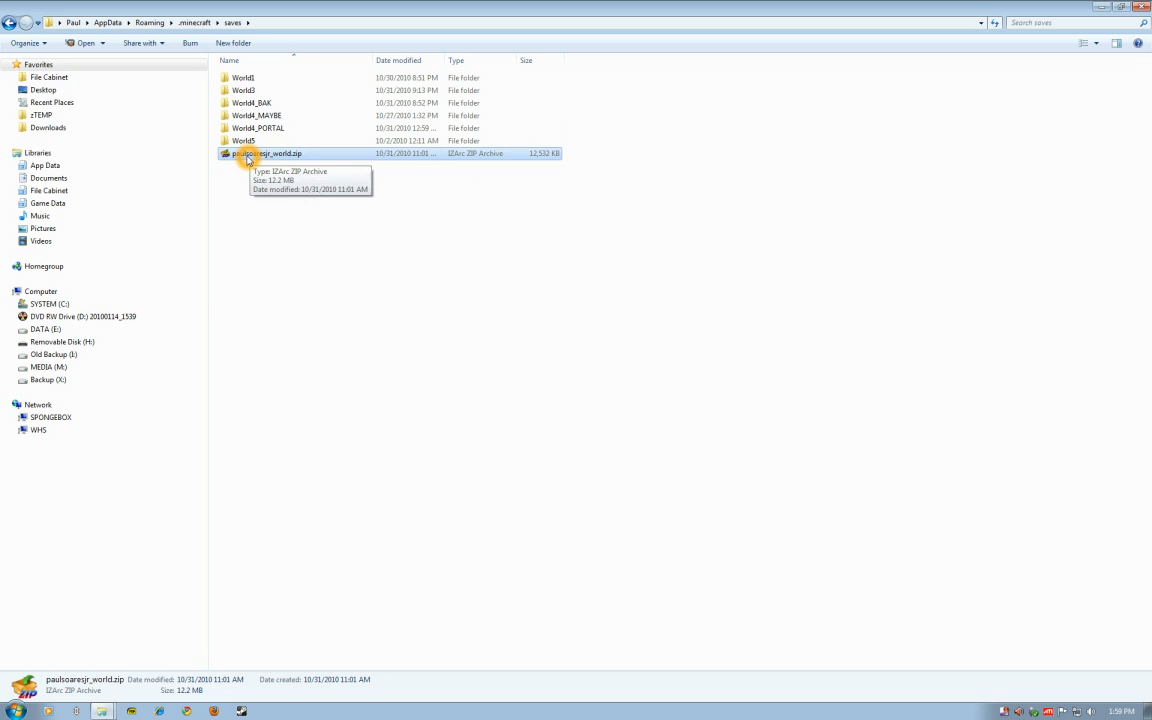 Paul ▸ AppData ▸ Roaming ▸ .minecraft ▸ saves ▸
Search saves
Organize Open Share with Burn New folder
Name Date modified Type Size
Favorites
File Cabinet
Desktop
Recent Places
zTEMP
Downloads
Libraries
App Data
Documents
File Cabinet
Game Data
Music
Pictures
Videos
Homegroup
Computer
SYSTEM (C:)
DVD RW Drive (D:) 20100114_1539
DATA (E:)
Removable Disk (H:)
Old Backup (I:)
MEDIA (M:)
Backup (X:)
Network
SPONGEBOX
WHS
World1 10/30/2010 8:51 PM File folder
World3 10/31/2010 9:13 PM File folder
World4_BAK 10/31/2010 8:52 PM File folder
World4_MAYBE 10/27/2010 1:32 PM File folder
World4_PORTAL 10/31/2010 12:59 ... File folder
World5 10/2/2010 12:11 AM File folder
paulsoaresjr_world.zip 10/31/2010 11:01 ... IZArc ZIP Archive 12,532 KB
Type: IZArc ZIP Archive
Size: 12.2 MB
Date modified: 10/31/2010 11:01 AM
paulsoaresjr_world.zip Date modified: 10/31/2010 11:01 AM Date created: 10/31/2010 11:01 AM
IZArc ZIP Archive Size: 12.2 MB
ZIP
1:59 PM